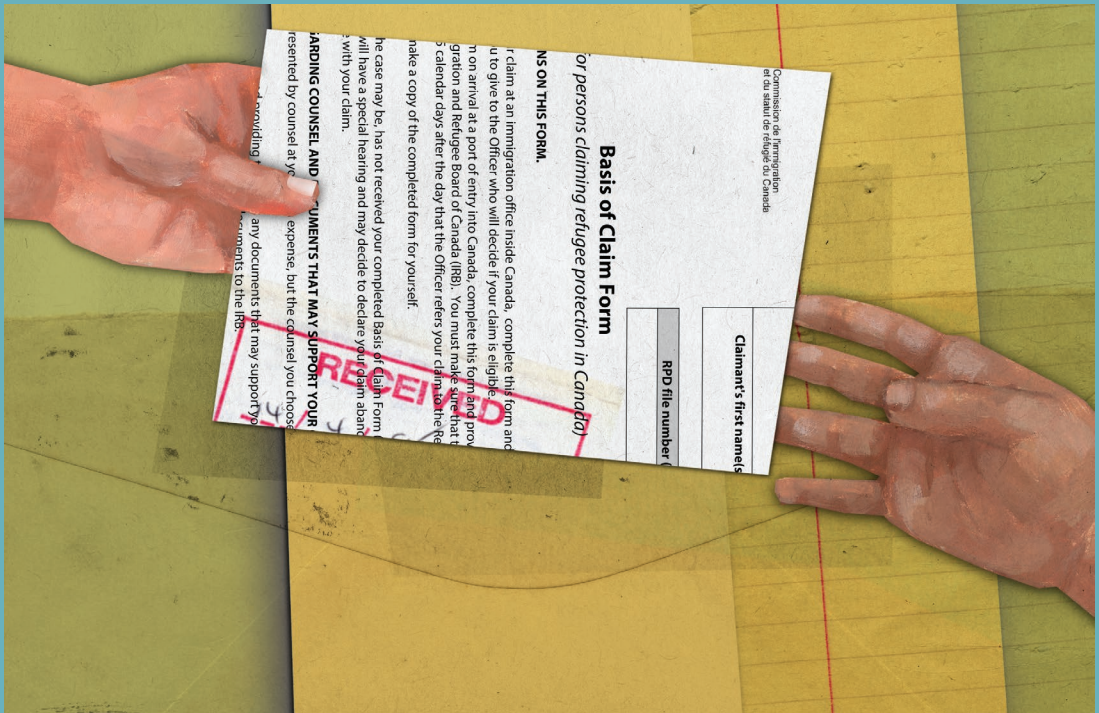 Commission de l'immigration
et du statut de réfugié du Canada
Claimant's first name(s
RPD file number (
Basis of Claim Form
or persons claiming refugee protection in Canada)
NS ON THIS FORM.
r claim at an immigration office inside Canada, complete this form and
u to give to the Officer who will decide if your claim is eligible.
m on arrival at a port of entry into Canada, complete this form and prov
gration and Refugee Board of Canada (IRB). You must make sure that t
5 calendar days after the day that the Officer refers your claim to the Re
make a copy of the completed form for yourself.
he case may be, has not received your completed Basis of Claim Form (
will have a special hearing and may decide to declare your claim aband
e with your claim.
GARDING COUNSEL AND CUMENTS THAT MAY SUPPORT YOUR
resented by counsel at yo expense, but the counsel you choose
d providing any documents that may support yo
ocuments to the IRB.
RECEIVED